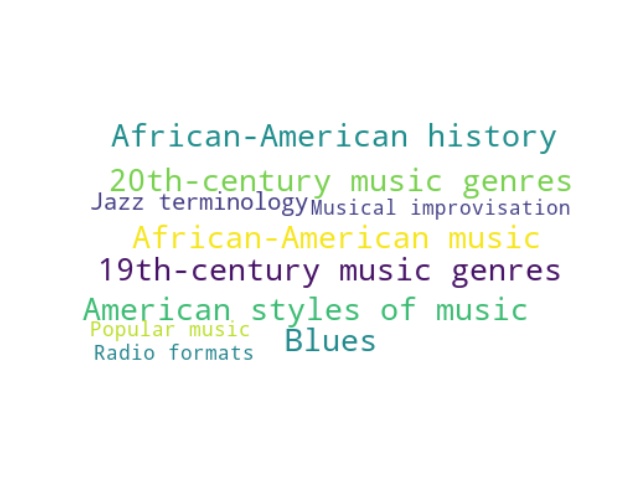 African-American history
20th-century music genres
Jazz terminology
Musical improvisation
African-American music
19th-century music genres
American styles of music
Popular music
Blues
Radio formats